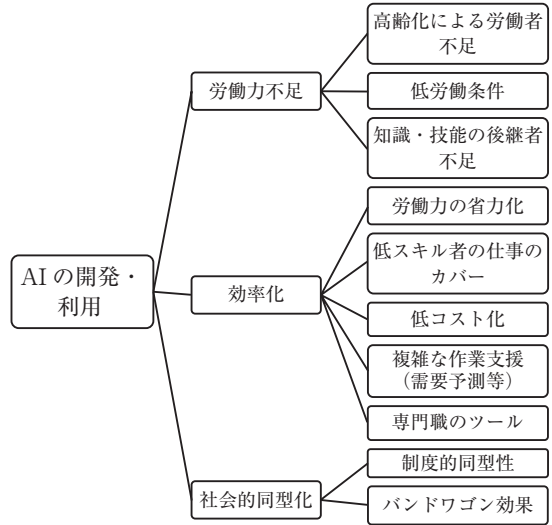 AIの開発・
利用
労働力不足
高齢化による労働者
不足
低労働条件
知識・技能の後継者
不足
効率化
労働力の省力化
低スキル者の仕事の
カバー
低コスト化
複雑な作業支援
(需要予測等)
専門職のツール
社会的同型化
制度的同型性
バンドワゴン効果